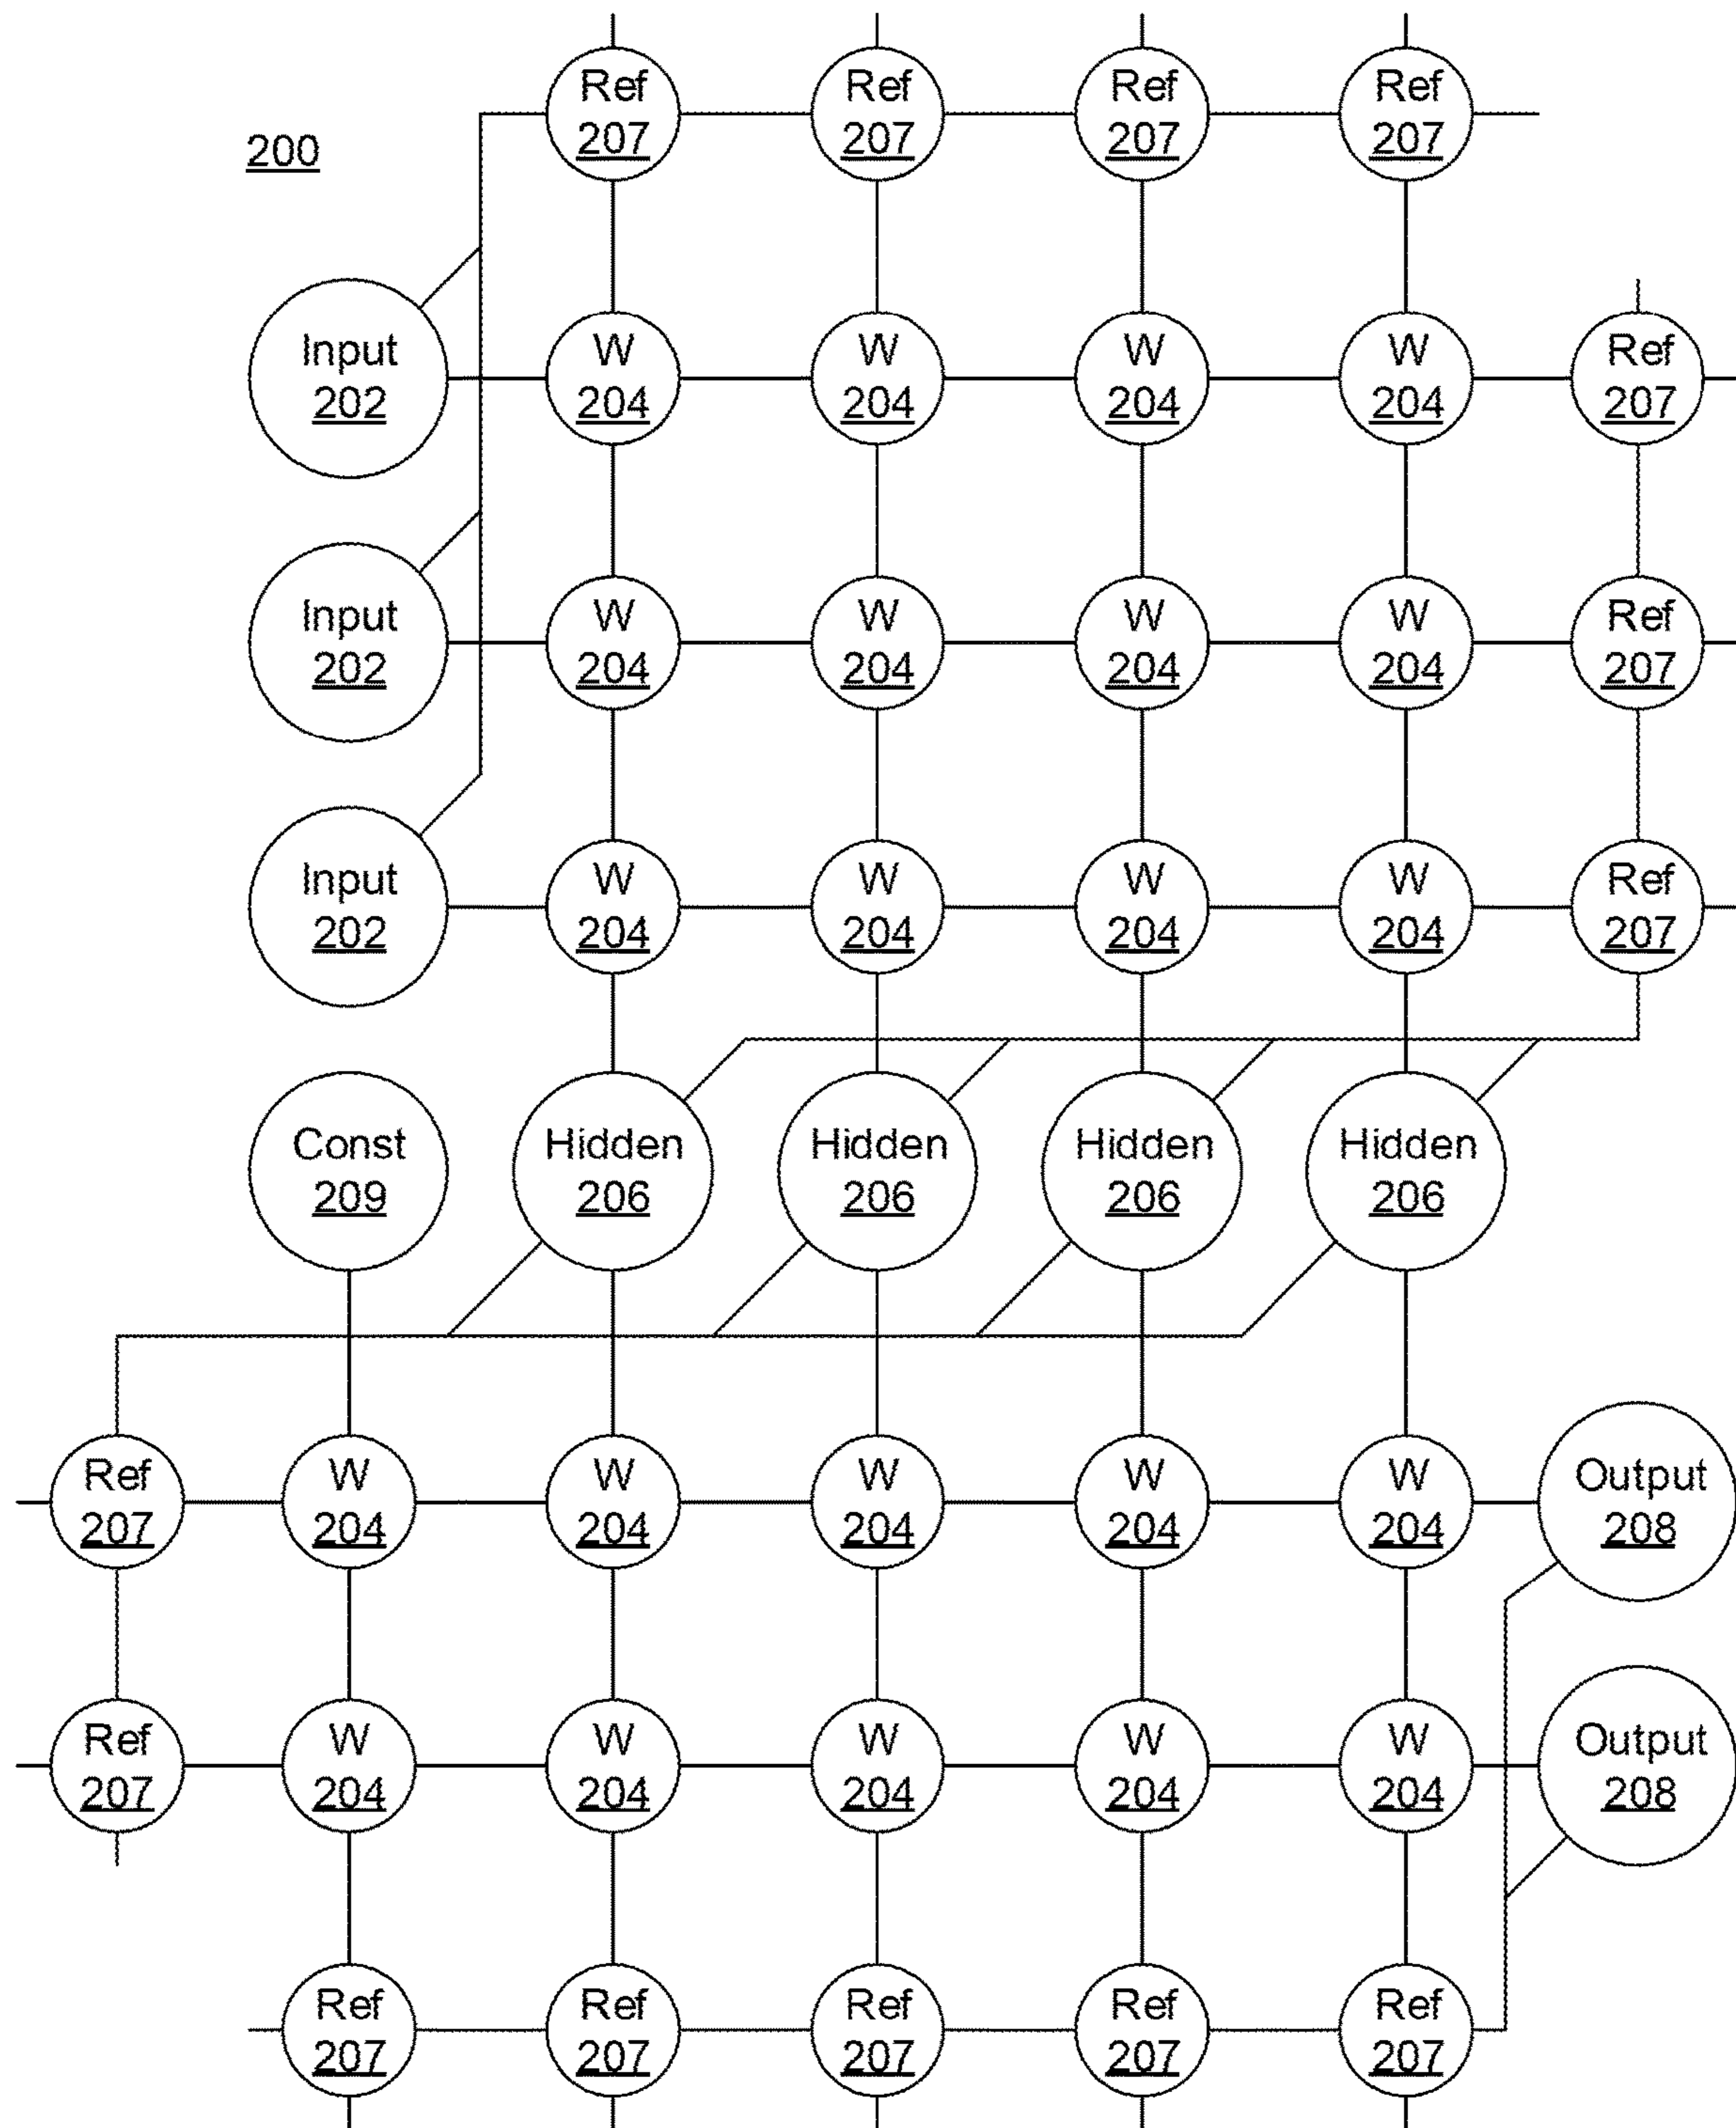 Ref Ref Ref Ref
207 207 207 207
200
Input W W W W Ref
202 204 204 204 204 207
Input W W W W Ref
202 204 204 204 204 207
Input W W W W Ref
202 204 204 204 204 207
Const Hidden Hidden Hidden Hidden
209 206 206 206 206
Ref W W W W W Output
207 204 204 204 204 204 208
Ref W W W W W Output
207 204 204 204 204 204 208
Ref Ref Ref Ref Ref
207 207 207 207 207